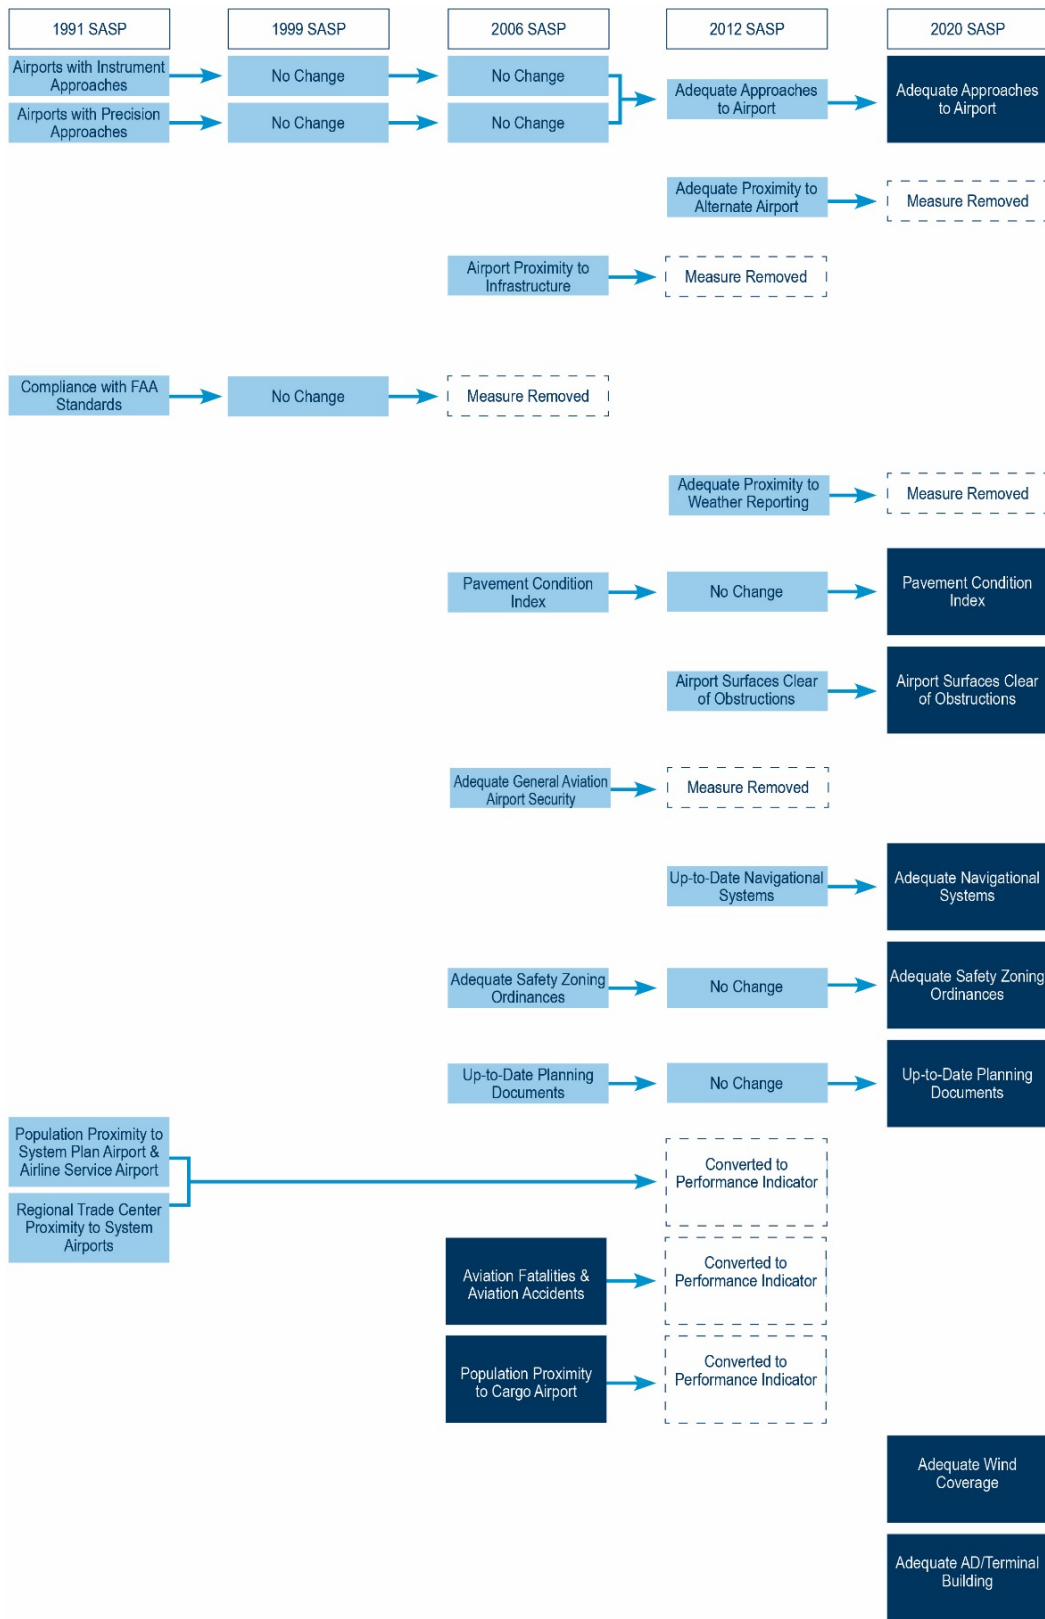 1991 SASP
1999 SASP
2006 SASP
2012 SASP
2020 SASP
Airports with Instrument
Approaches
No Change
No Change
Airports with Precision
Approaches
No Change
No Change
Adequate Approaches
to Airport
Adequate Approaches
to Airport
Adequate Proximity to
Alternate Airport
Measure Removed
Airport Proximity to
Infrastructure
Measure Removed
Compliance with FAA
Standards
No Change
Measure Removed
Adequate Proximity to
Weather Reporting
Measure Removed
Pavement Condition
Index
No Change
Pavement Condition
Index
Airport Surfaces Clear
of Obstructions
Airport Surfaces Clear
of Obstructions
Adequate General Aviation
Airport Security
Measure Removed
Up-to-Date Navigational
Systems
Adequate Navigational
Systems
Adequate Safety Zoning
Ordinances
No Change
Adequate Safety Zoning
Ordinances
Up-to-Date Planning
Documents
No Change
Up-to-Date Planning
Documents
Population Proximity to
System Plan Airport &
Airline Service Airport
Regional Trade Center
Proximity to System
Airports
Converted to
Performance Indicator
Aviation Fatalities &
Aviation Accidents
Converted to
Performance Indicator
Population Proximity
to Cargo Airport
Converted to
Performance Indicator
Adequate Wind
Coverage
Adequate AD/Terminal
Building